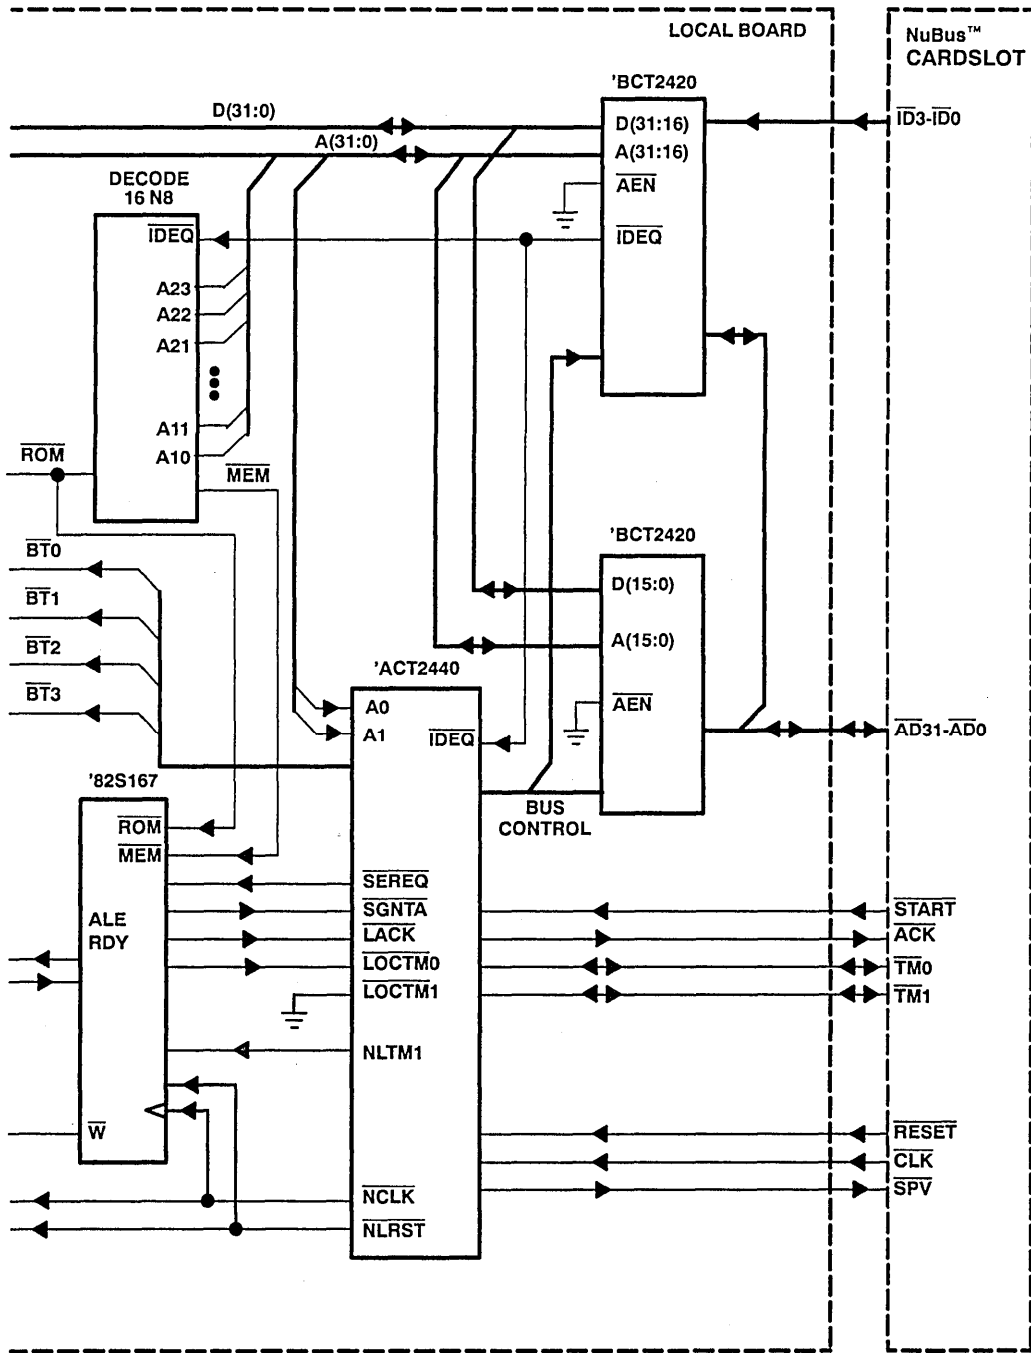 LOCAL BOARD
NuBus™
CARDSLOT
'BCT2420
D(31:0)
A(31:0)
D(31:16)
A(31:16)
AEN
IDEQ
ID3-ID0
DECODE
16 N8
IDEQ
A23
A22
A21
A11
A10
ROM
MEM
BT0
BT1
BT2
BT3
'BCT2420
D(15:0)
A(15:0)
AEN
AD31-AD0
'ACT2440
A0
A1
IDEQ
BUS
CONTROL
'82S167
ROM
MEM
ALE
RDY
W
SEREQ
SGNTA
LACK
LOCTM0
LOCTM1
NLTM1
NCLK
NLRST
START
ACK
TM0
TM1
RESET
CLK
SPV